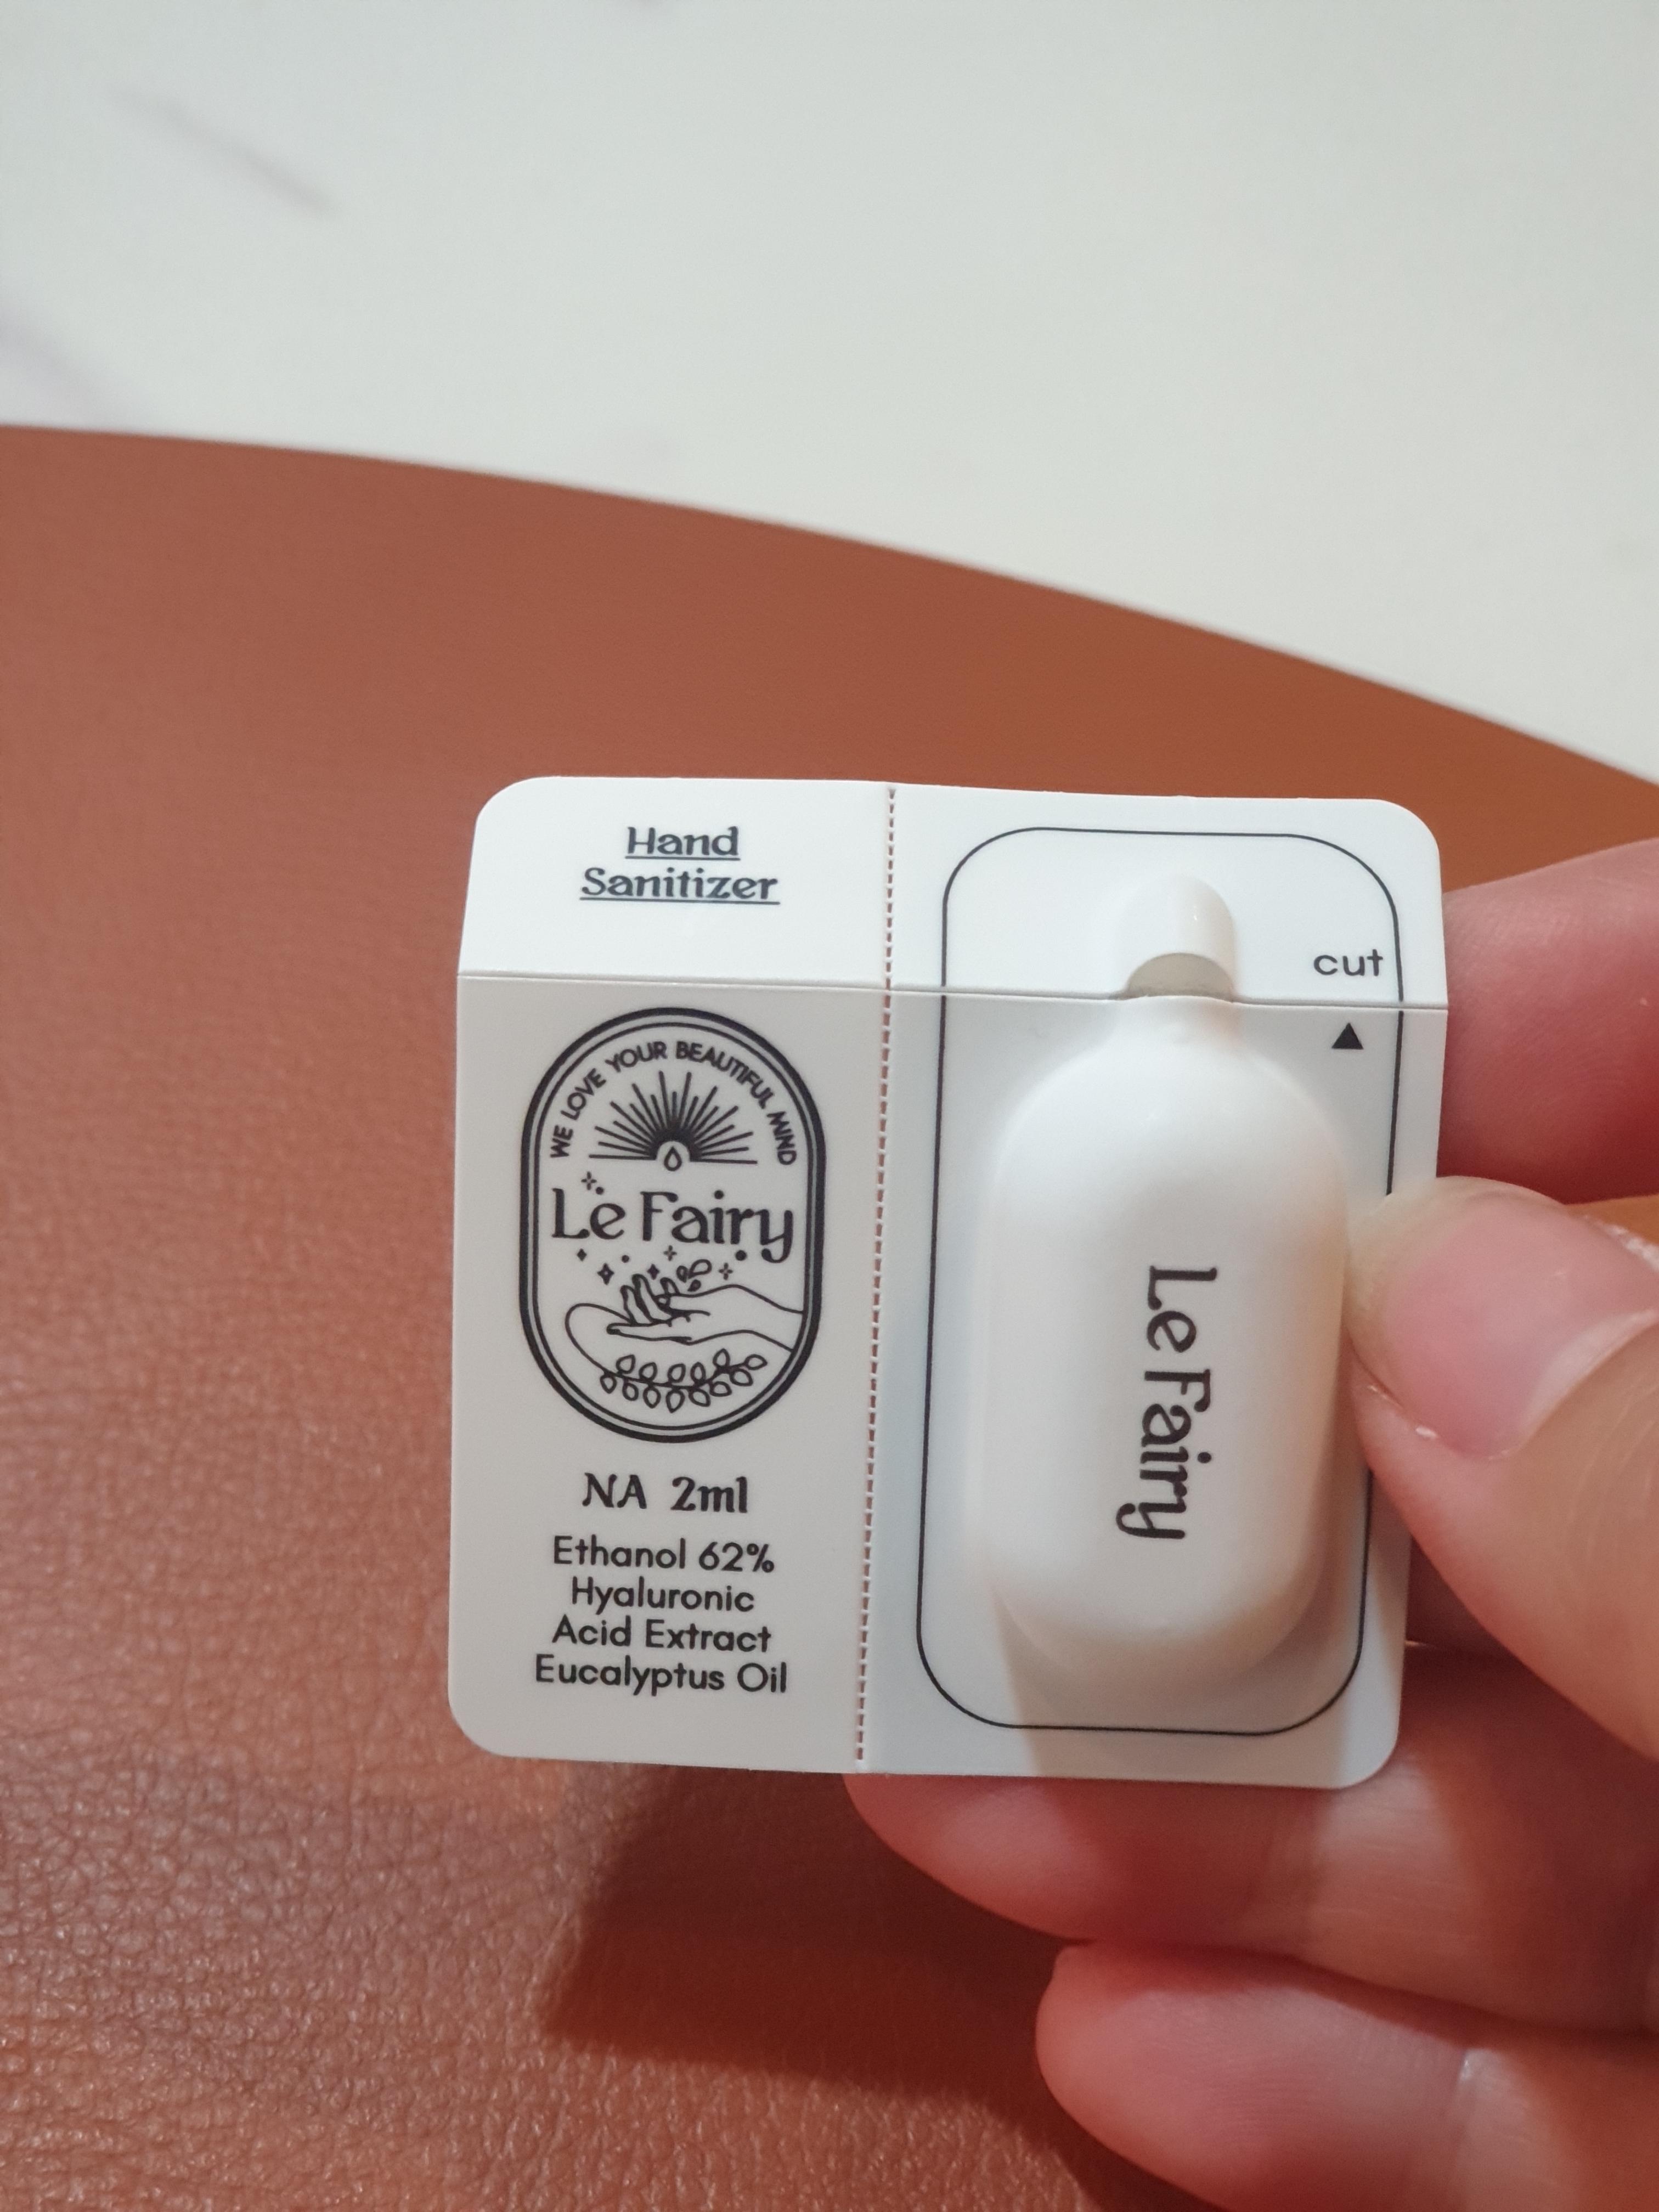 Hand
Sanitizer
WE LOVE YOUR BEAUTIFUL MIND
Le Fairy
NA 2ml
Ethanol 62%
Hyaluronic
Acid Extract
Eucalyptus Oil
cut
Le Fairy